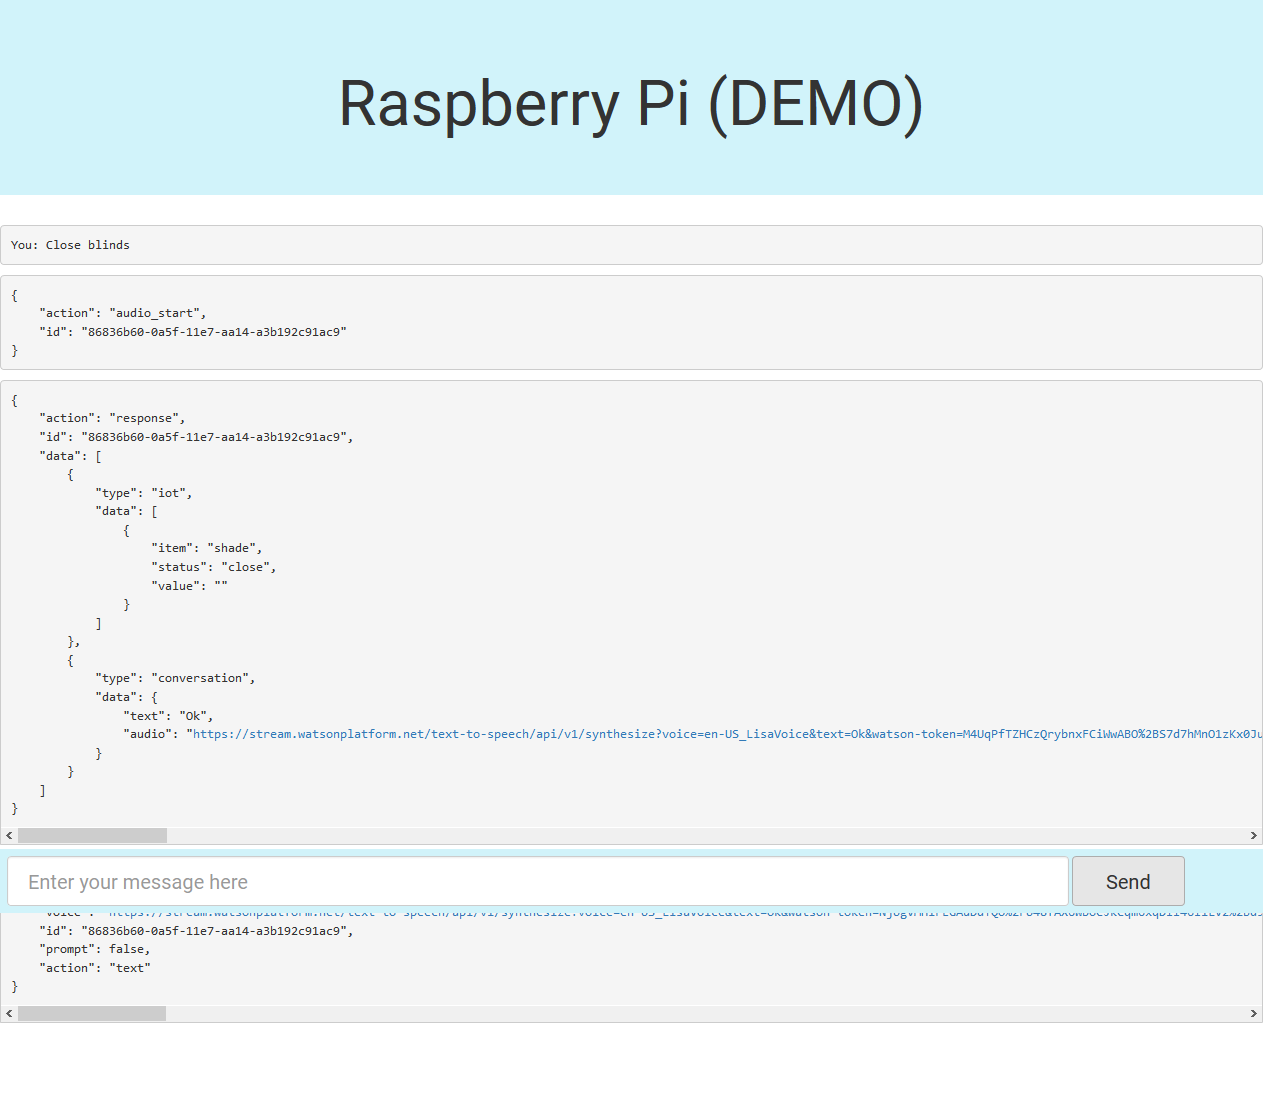 Raspberry Pi (DEMO)
You: Close blinds
{
    "action": "audio_start",
    "id": "86836b60-0a5f-11e7-aa14-a3b192c91ac9"
}
{
    "action": "response",
    "id": "86836b60-0a5f-11e7-aa14-a3b192c91ac9",
    "data": [
        {
            "type": "iot",
            "data": [
                {
                    "item": "shade",
                    "status": "close",
                    "value": ""
                }
            ]
        },
        {
            "type": "conversation",
            "data": {
                "text": "Ok",
                "audio": "https://stream.watsonplatform.net/text-to-speech/api/v1/synthesize?voice=en-US_LisaVoice&text=Ok&watson-token=M4UqPfTZHCzQrybnxFCiWwABO%2BS7d7hMnO1zKx0Ju
            }
        }
    ]
}
Enter your message here
Send
    "id": "86836b60-0a5f-11e7-aa14-a3b192c91ac9",
    "prompt": false,
    "action": "text"
}